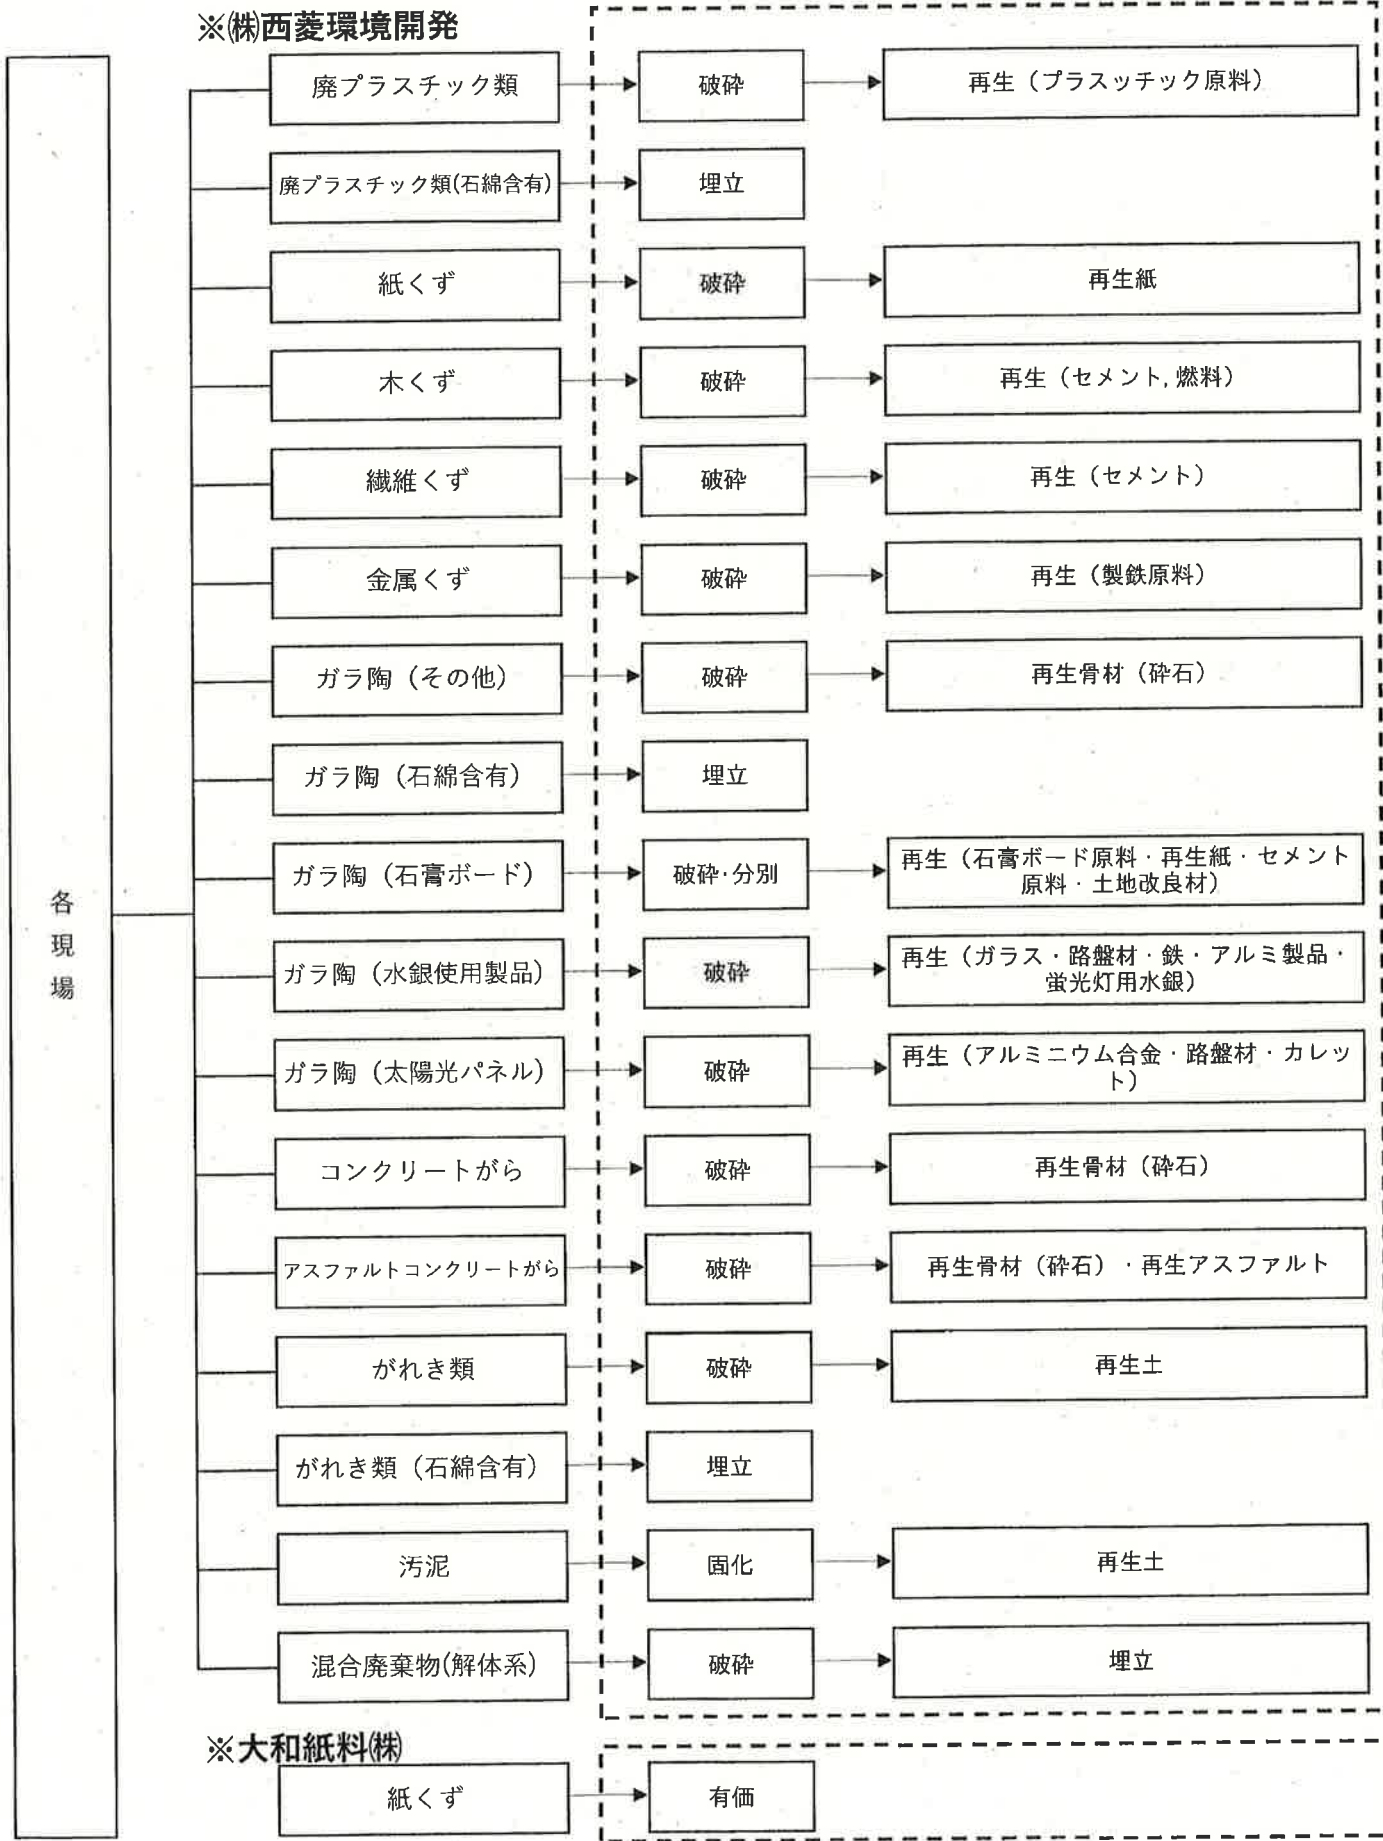 ※㈱西菱環境開発
各現場
廃プラスチック類
破砕
再生（プラスッチック原料）
廃プラスチック類(石綿含有)
埋立
紙くず
破砕
再生紙
木くず
破砕
再生（セメント,燃料）
繊維くず
破砕
再生（セメント）
金属くず
破砕
再生（製鉄原料）
ガラ陶（その他）
破砕
再生骨材（砕石）
ガラ陶（石綿含有）
埋立
ガラ陶（石膏ボード）
破砕・分別
再生（石膏ボード原料・再生紙・セメント
原料・土地改良材）
ガラ陶（水銀使用製品）
破砕
再生（ガラス・路盤材・鉄・アルミ製品・
蛍光灯用水銀）
ガラ陶（太陽光パネル）
破砕
再生（アルミニウム合金・路盤材・カレッ
ト）
コンクリートがら
破砕
再生骨材（砕石）
アスファルトコンクリートがら
破砕
再生骨材（砕石）・再生アスファルト
がれき類
破砕
再生土
がれき類（石綿含有）
埋立
汚泥
固化
再生土
混合廃棄物(解体系)
破砕
埋立
※大和紙料㈱
紙くず
有価